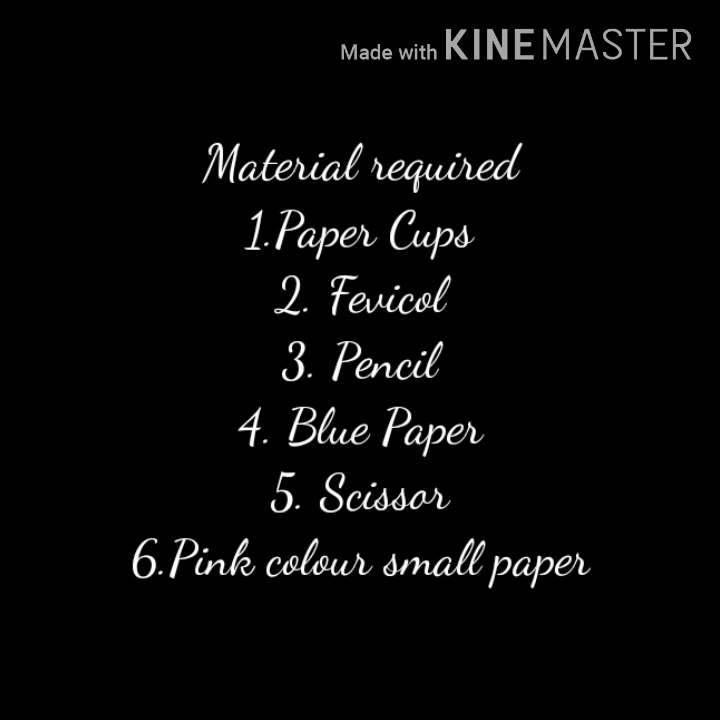 Made with KINEMASTER
Material required
1.Paper Cups
2. Fevicol
3. Pencil
4. Blue Paper
5. Scissor
6.Pink colour small paper